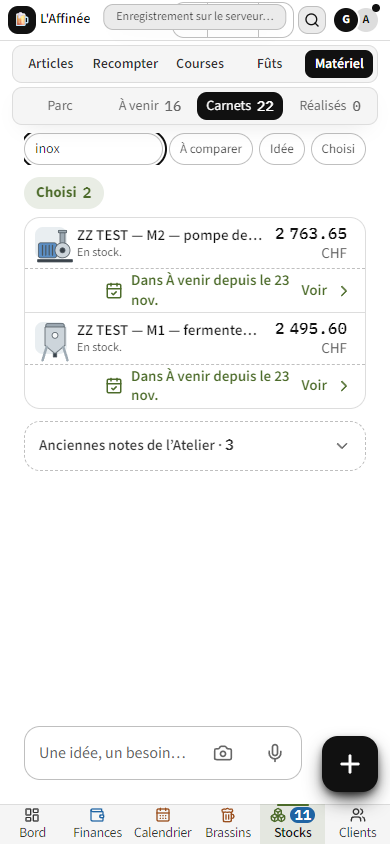 L'Affinée
Enregistrement sur le serveur…
G
A
Articles
Recompter
Courses
Fûts
Matériel
Parc
À venir 16
Carnets 22
Réalisés 0
inox
À comparer
Idée
Choisi
Choisi 2
ZZ TEST — M2 — pompe de…
2 763.65
En stock.
CHF
Dans À venir depuis le 23
nov.
Voir
ZZ TEST — M1 — fermente…
2 495.60
En stock.
CHF
Dans À venir depuis le 23
nov.
Voir
Anciennes notes de l’Atelier · 3
Une idée, un besoin…
11
Bord
Finances
Calendrier
Brassins
Stocks
Clients